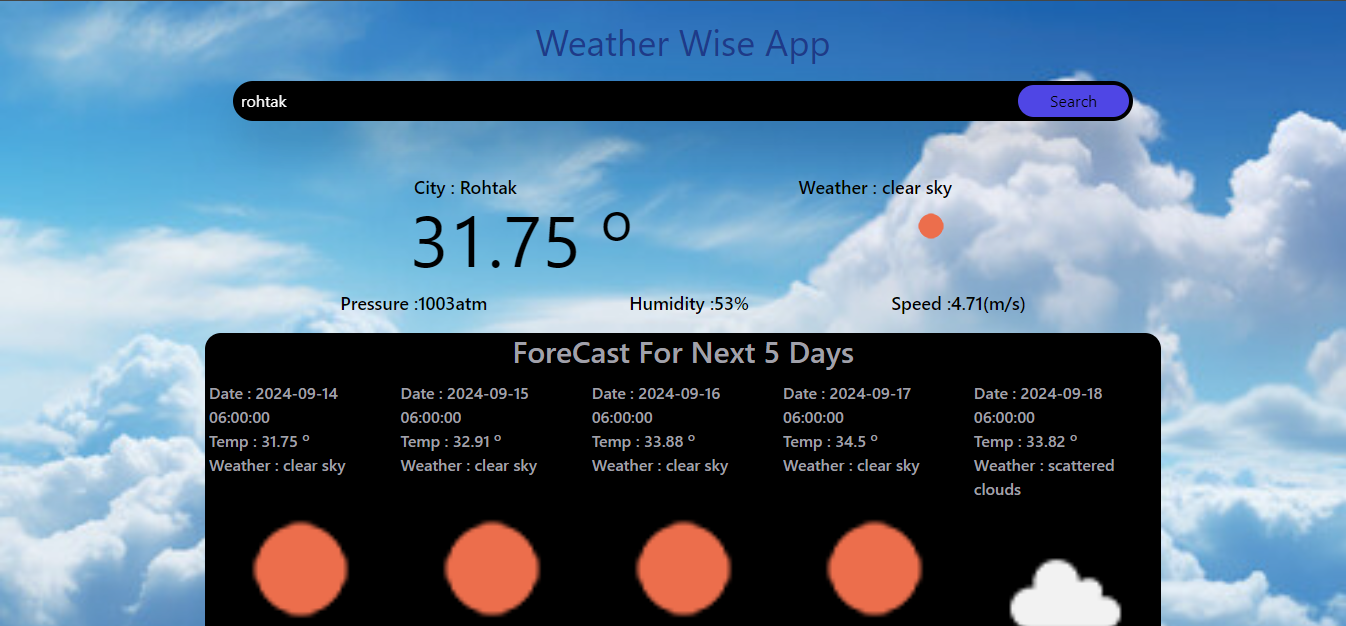 Weather Wise App
rohtak Search
City : Rohtak Weather : clear sky
31.75 º
Pressure :1003atm Humidity :53% Speed :4.71(m/s)
ForeCast For Next 5 Days
Date : 2024-09-14
06:00:00
Temp : 31.75 º
Weather : clear sky
Date : 2024-09-15
06:00:00
Temp : 32.91 º
Weather : clear sky
Date : 2024-09-16
06:00:00
Temp : 33.88 º
Weather : clear sky
Date : 2024-09-17
06:00:00
Temp : 34.5 º
Weather : clear sky
Date : 2024-09-18
06:00:00
Temp : 33.82 º
Weather : scattered
clouds